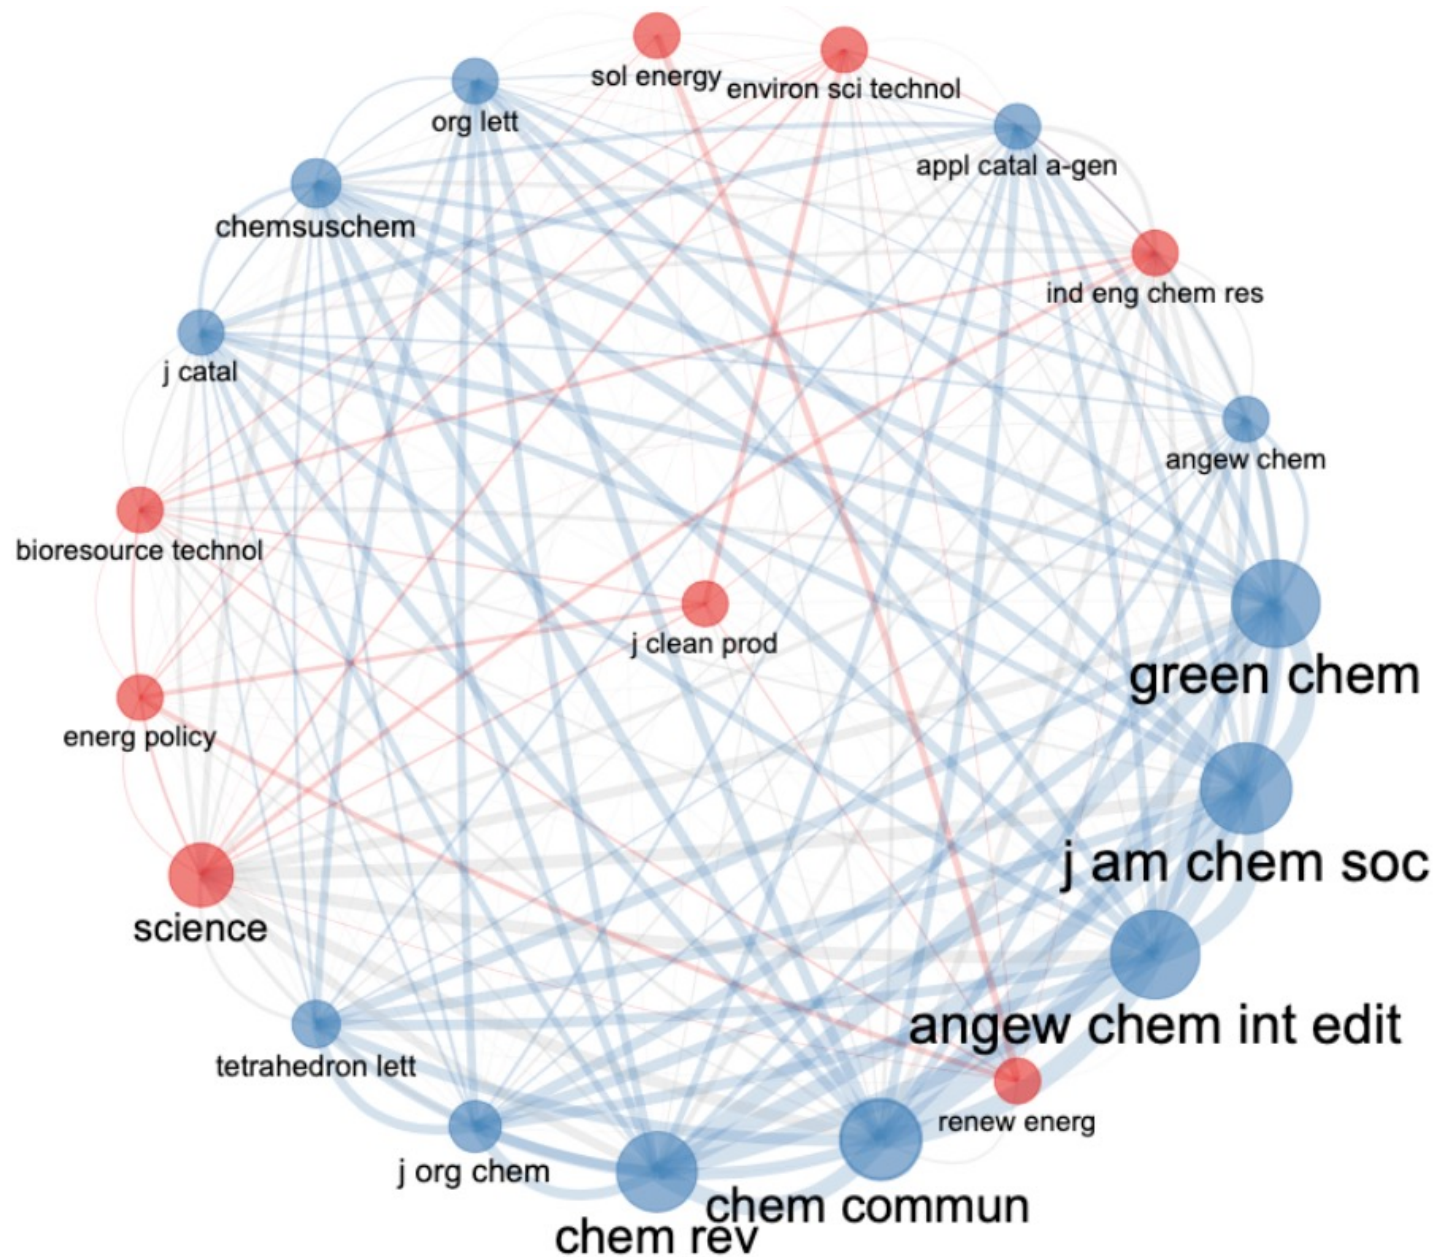 sol energy
environ sci technol
org lett
appl catal a-gen
chemsuschem
ind eng chem res
j catal
angew chem
bioresource technol
j clean prod
green chem
energ policy
j am chem soc
science
angew chem int edit
tetrahedron lett
renew energ
j org chem
chem commun
chem rev